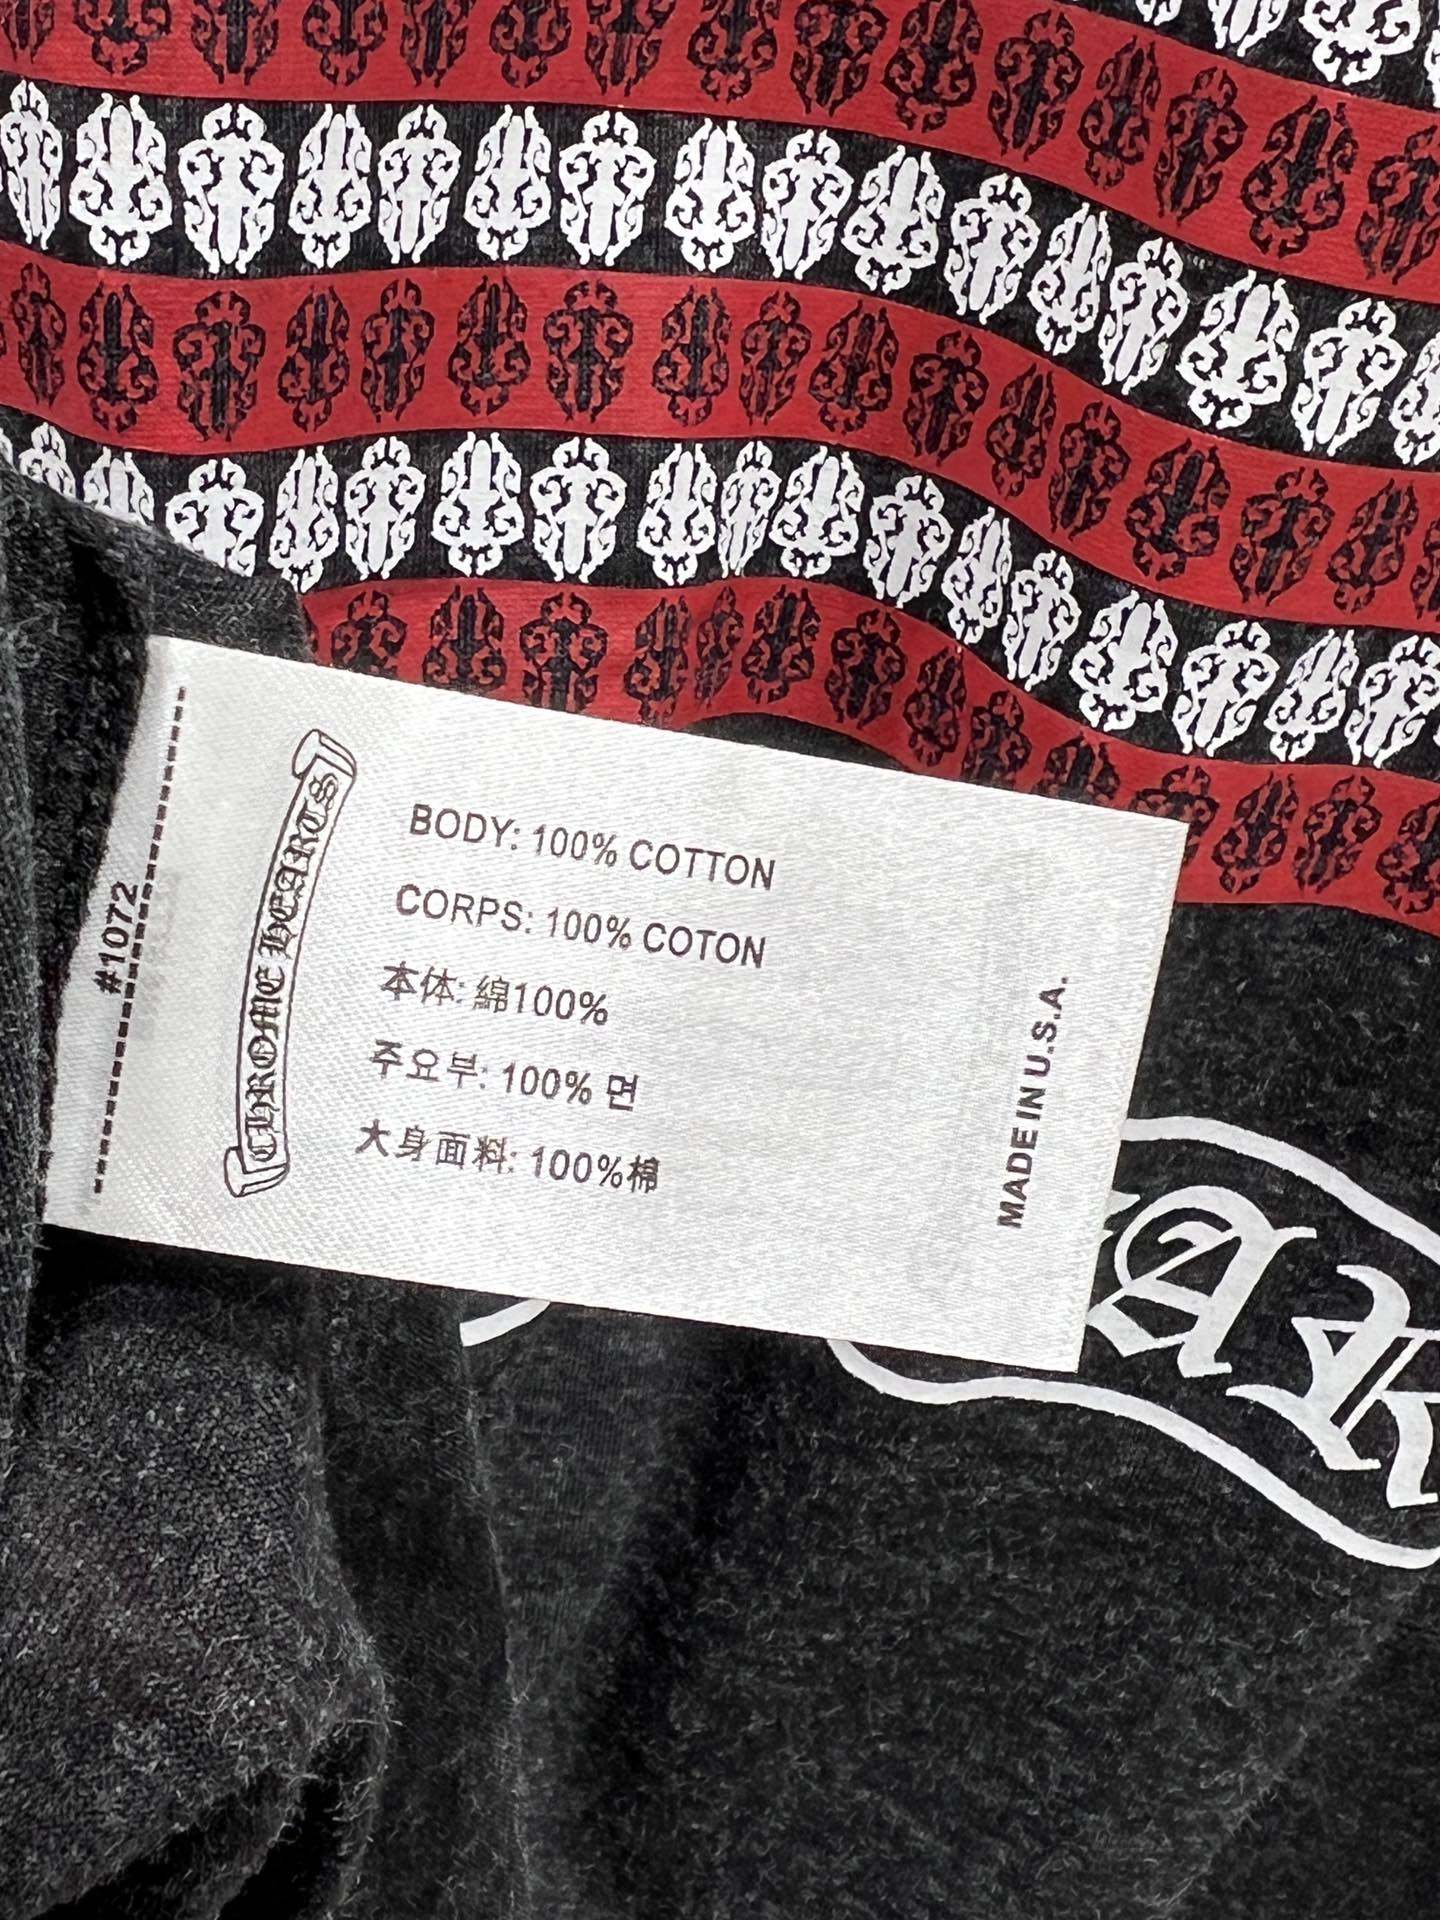 #1072
CHROME HEARTS
BODY: 100% COTTON
CORPS: 100% COTON
本体: 綿100%
주요부: 100% 면
大身面料: 100%棉
MADE IN U.S.A.